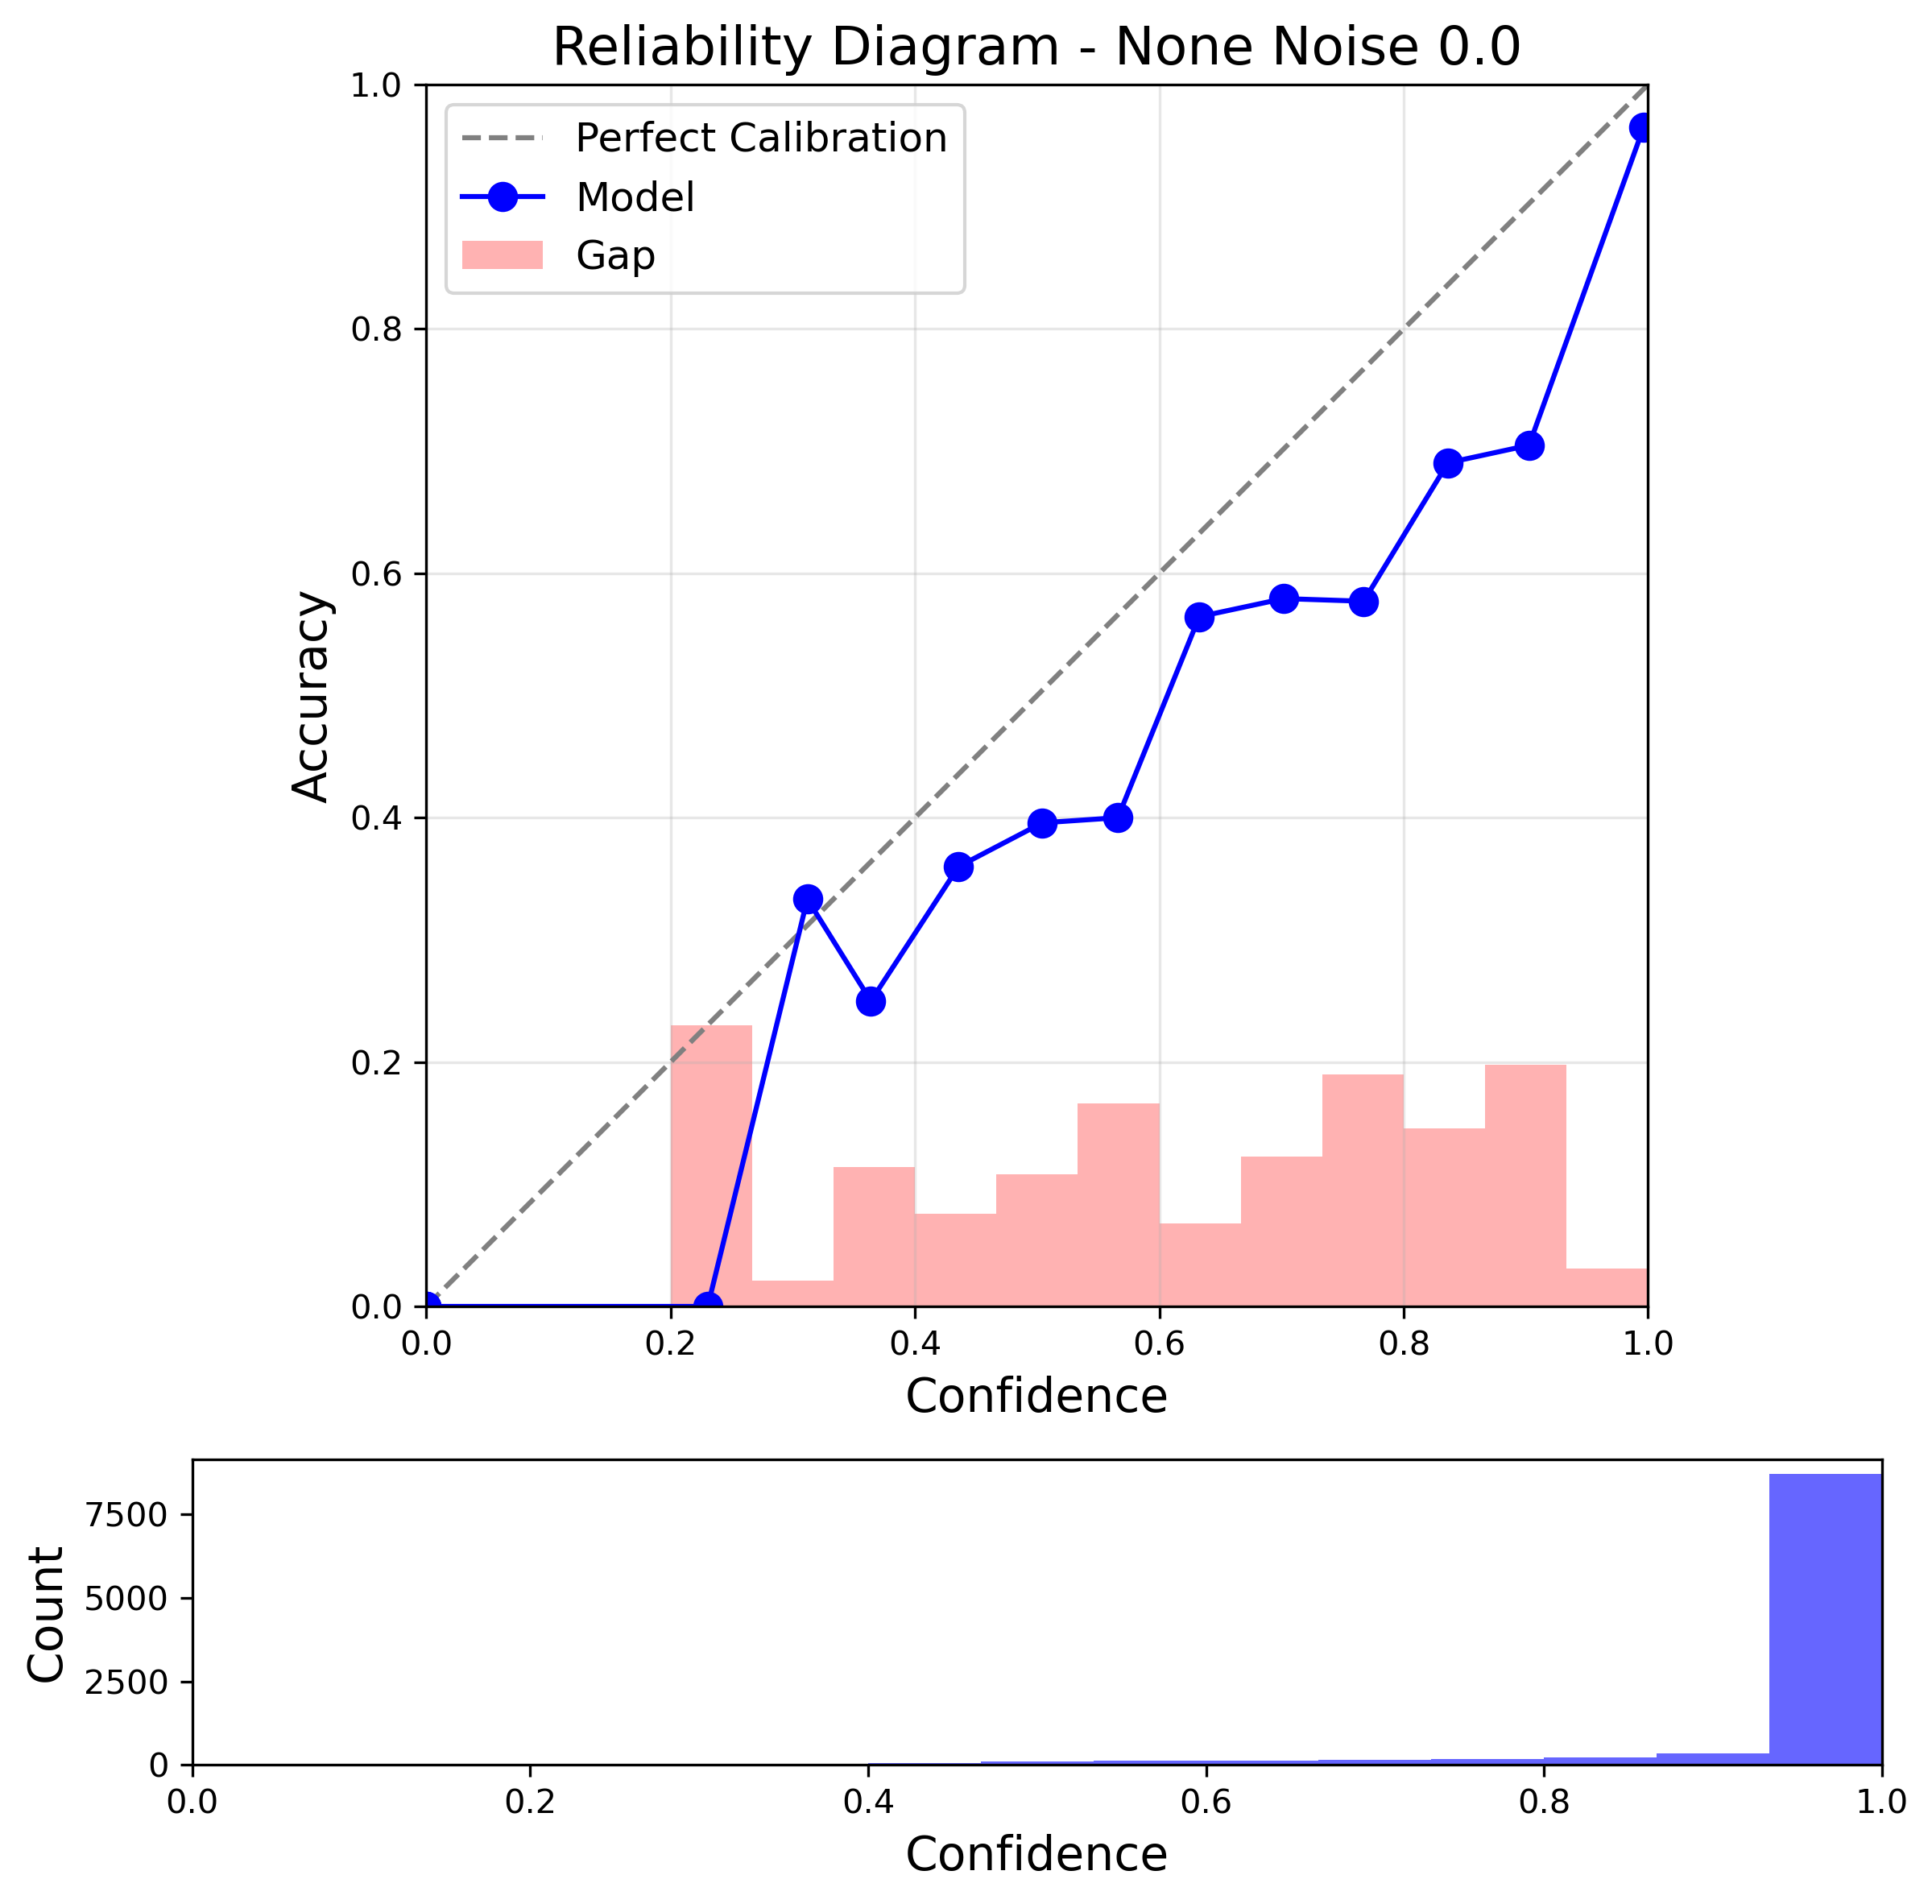 Reliability Diagram - None Noise 0.0
Perfect Calibration
Model
Gap
Accuracy
1.0
0.8
0.6
0.4
0.2
0.0
0.0 0.2 0.4 0.6 0.8 1.0
Confidence
Count
7500
5000
2500
0
0.0 0.2 0.4 0.6 0.8 1.0
Confidence